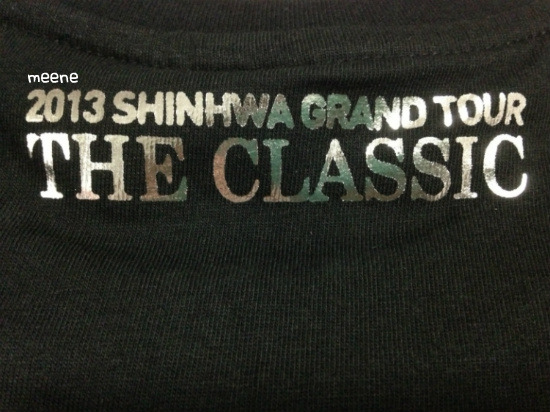 meene
2013 SHINHWA GRAND TOUR
THE CLASSIC